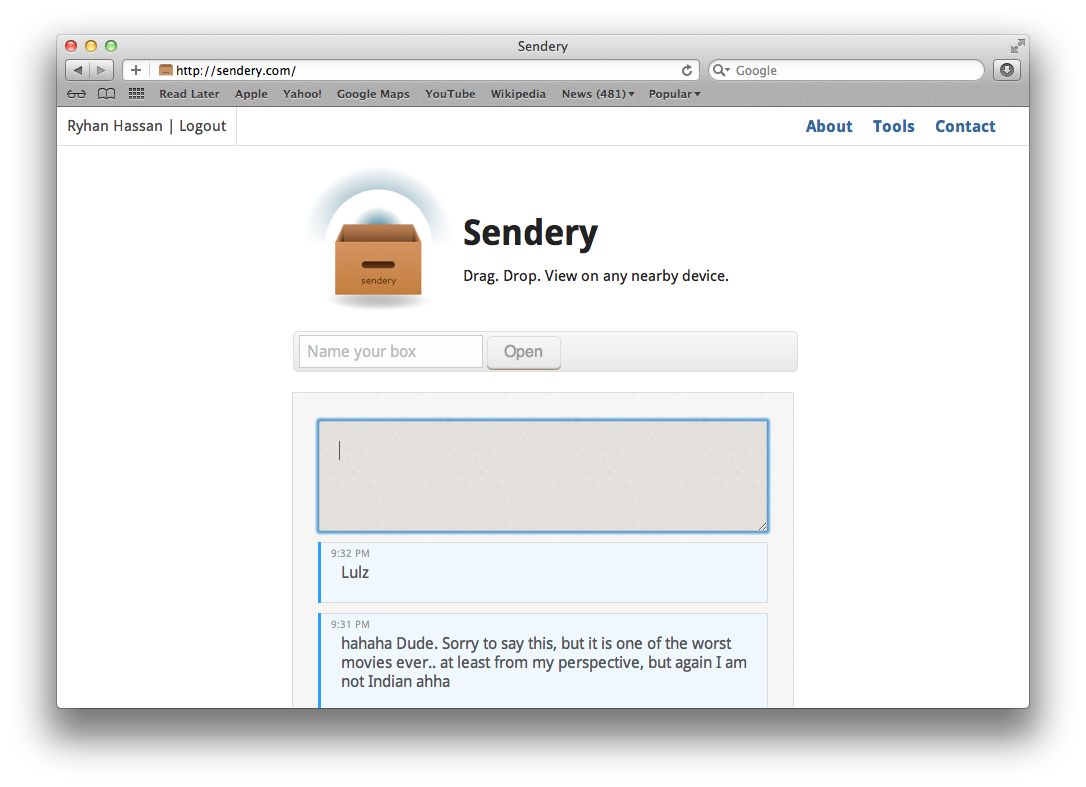 Sendery
http://sendery.com/
Google
Read Later Apple Yahoo! Google Maps YouTube Wikipedia News (481) Popular
Ryhan Hassan | Logout
About Tools Contact
Sendery
Drag. Drop. View on any nearby device.
sendery
Name your box
Open
9:32 PM
Lulz
9:31 PM
hahaha Dude. Sorry to say this, but it is one of the worst
movies ever.. at least from my perspective, but again I am
not Indian ahha